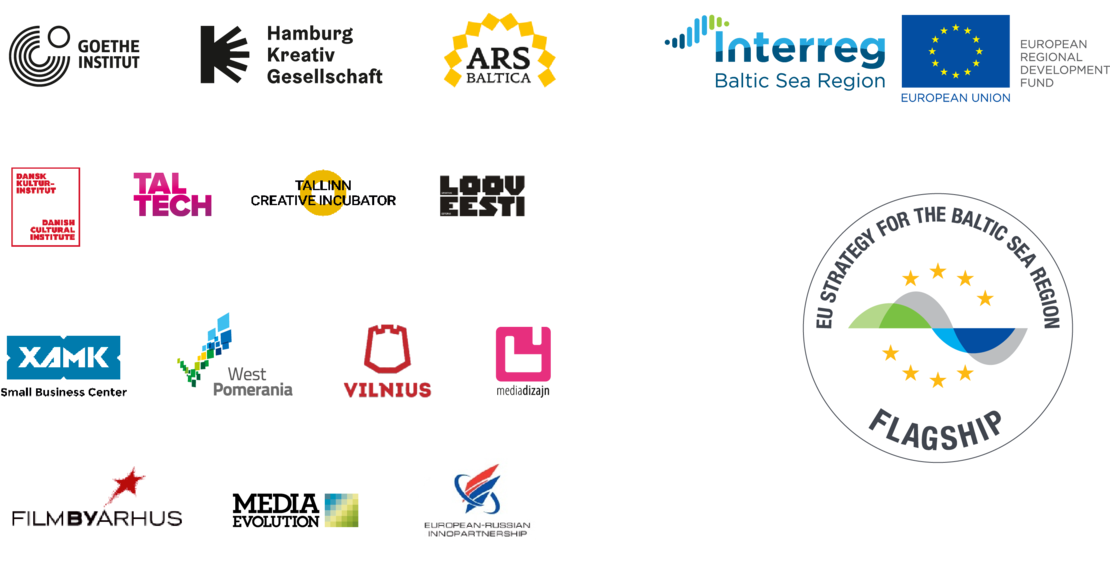 GOETHE
INSTITUT
Hamburg
Kreativ
Gesellschaft
ARS
BALTICA
Interreg
Baltic Sea Region
EUROPEAN UNION
EUROPEAN
REGIONAL
DEVELOPMENT
FUND
DANSK
KULTUR-
INSTITUT
DANISH
CULTURAL
INSTITUTE
TAL
TECH
TALLINN
CREATIVE INCUBATOR
LOOV
EESTI
EU STRATEGY FOR THE BALTIC SEA REGION
FLAGSHIP
XAMK
Small Business Center
West
Pomerania
VILNIUS
mediadizajn
FILMBYARHUS
MEDIA
EVOLUTION
EUROPEAN-RUSSIAN
INNOPARTNERSHIP